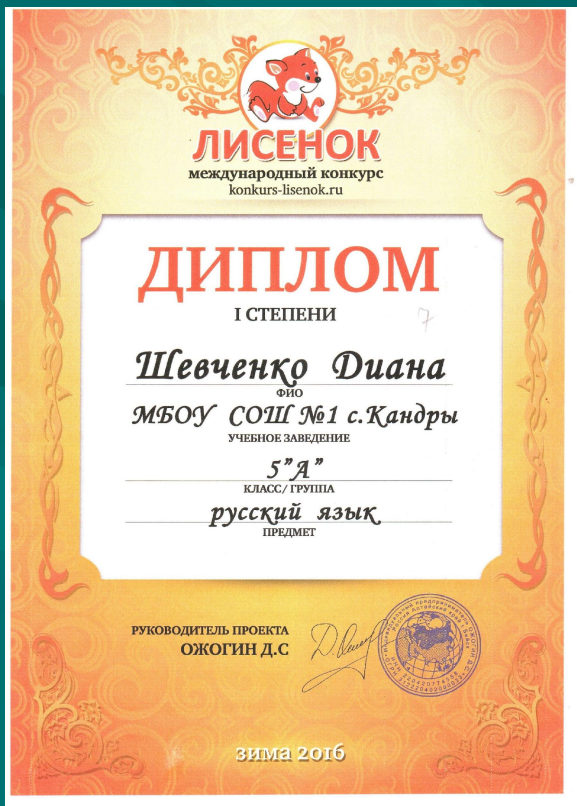 ЛИСЕНОК
международный конкурс
konkurs-lisenok.ru
ДИПЛОМ
I СТЕПЕНИ
7
Шевченко Диана
ФИО
МБОУ СОШ №1 с.Кандры
УЧЕБНОЕ ЗАВЕДЕНИЕ
5"А"
КЛАСС/ГРУППА
русский язык
ПРЕДМЕТ
РУКОВОДИТЕЛЬ ПРОЕКТА
ОЖОГИН Д.С
зима 2016